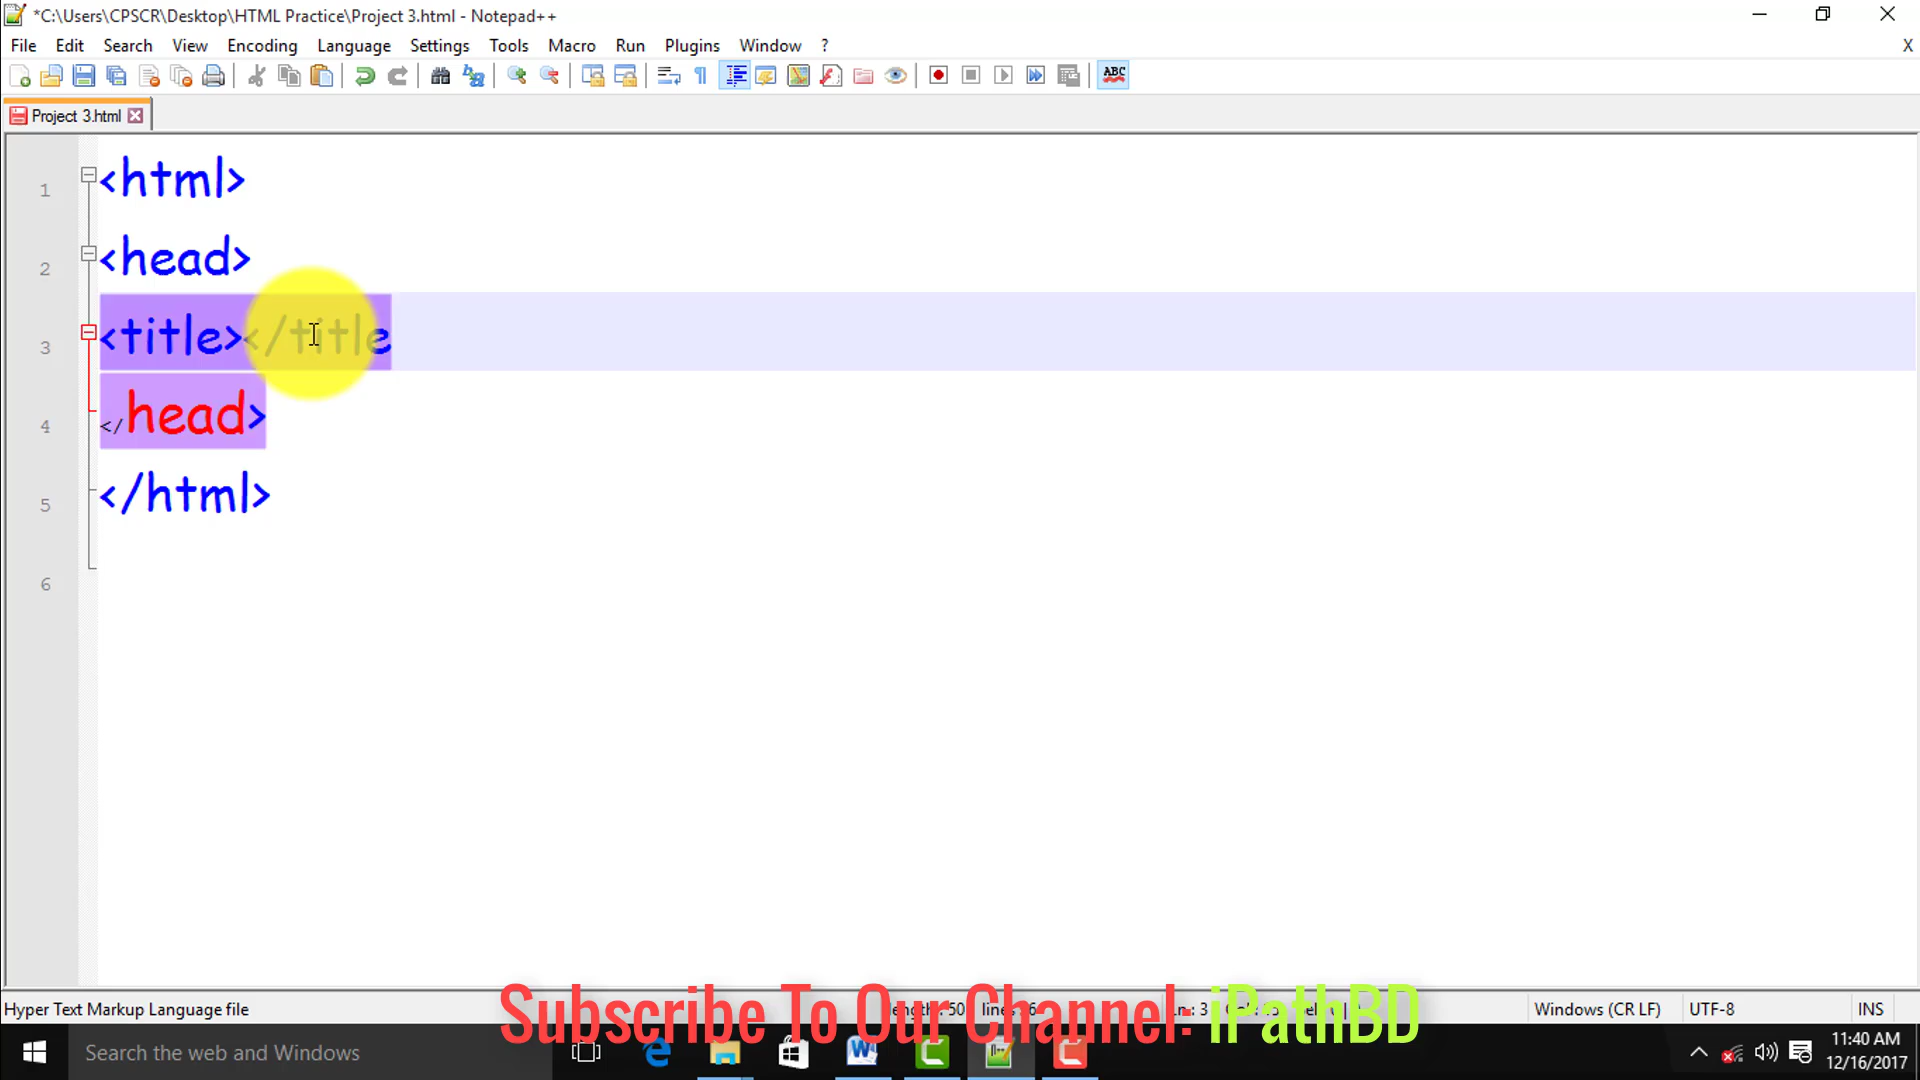 *C:\Users\CPSCR\Desktop\HTML Practice\Project 3.html - Notepad++
File Edit Search View Encoding Language Settings Tools Macro Run Plugins Window ? X
ABC
Project 3.html
1 <html>
2 <head>
3 <title></title
4 </head>
5 </html>
6
Hyper Text Markup Language file Windows (CR LF) UTF-8 INS
Subscribe To Our Channel: iPathBD
Search the web and Windows
11:40 AM
12/16/2017